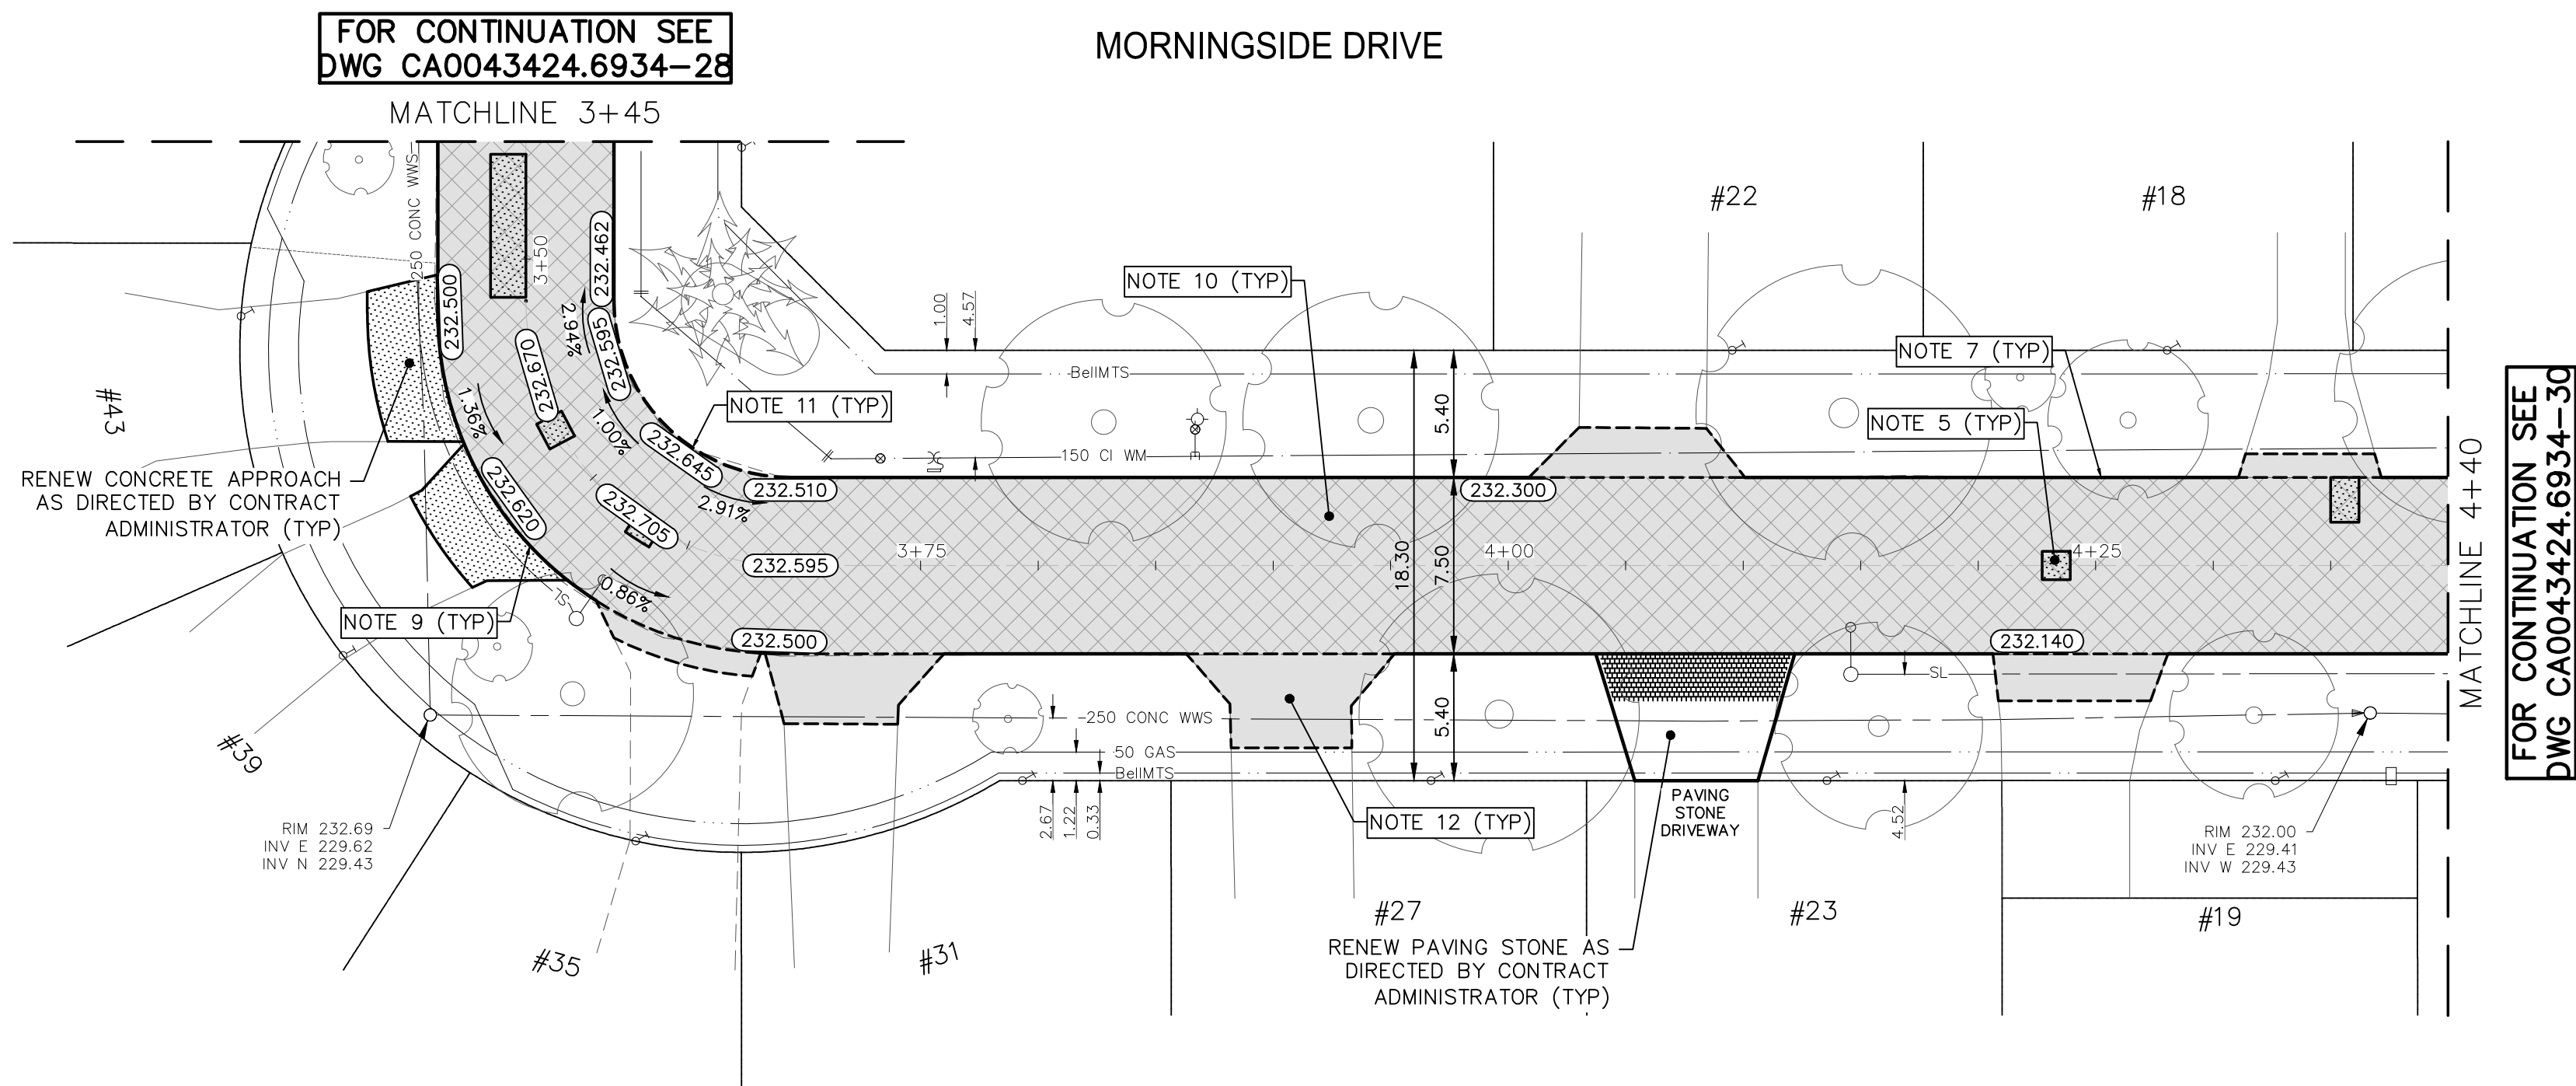 FOR CONTINUATION SEE
DWG CA0043424.6934-28
MORNINGSIDE DRIVE
MATCHLINE 3+45
250 CONC WWS
3+50
232.462
232.500
2.94%
232.595
232.670
1.36%
1.00%
232.645
232.620
232.705
2.91%
232.510
232.595
0.86%
232.500
#43
RENEW CONCRETE APPROACH
AS DIRECTED BY CONTRACT
ADMINISTRATOR (TYP)
NOTE 9 (TYP)
SL
NOTE 11 (TYP)
NOTE 10 (TYP)
1.00
4.57
BellMTS
150 CI WM
5.40
18.30
7.50
5.40
232.300
3+75
4+00
4+25
#22
#18
NOTE 7 (TYP)
NOTE 5 (TYP)
232.140
SL
MATCHLINE 4+40
FOR CONTINUATION SEE
DWG CA0043424.6934-30
250 CONC WWS
50 GAS
BellMTS
2.67
1.22
0.33
NOTE 12 (TYP)
PAVING
STONE
DRIVEWAY
4.52
#39
RIM 232.69
INV E 229.62
INV N 229.43
RIM 232.00
INV E 229.41
INV W 229.43
#35
#31
#27
#23
#19
RENEW PAVING STONE AS
DIRECTED BY CONTRACT
ADMINISTRATOR (TYP)